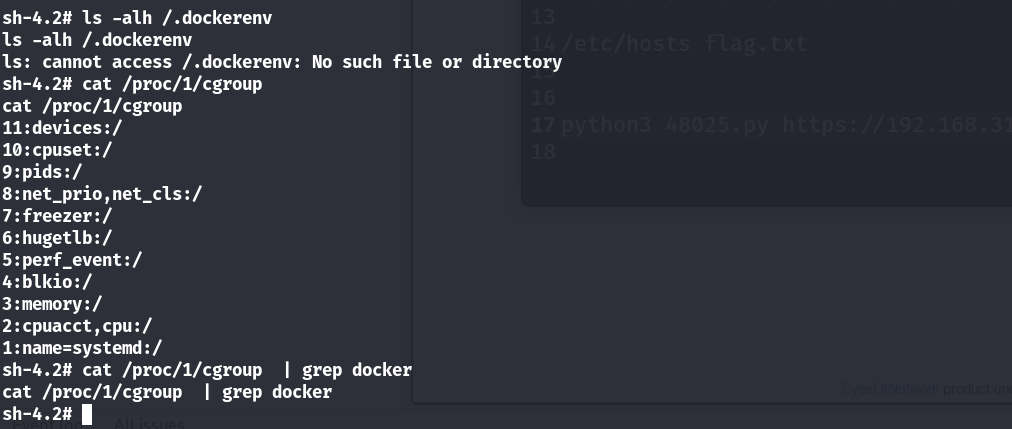 sh-4.2# ls -alh /.dockerenv
ls -alh /.dockerenv
ls: cannot access /.dockerenv: No such file or directory
sh-4.2# cat /proc/1/cgroup
cat /proc/1/cgroup
11:devices:/
10:cpuset:/
9:pids:/
8:net_prio,net_cls:/
7:freezer:/
6:hugetlb:/
5:perf_event:/
4:blkio:/
3:memory:/
2:cpuacct,cpu:/
1:name=systemd:/
sh-4.2# cat /proc/1/cgroup  | grep docker
cat /proc/1/cgroup  | grep docker
sh-4.2#
13
14 /etc/hosts flag.txt
15
16
17 python3 48025.py https://192.168.31
18
EyesOfNetwork product un
All issues